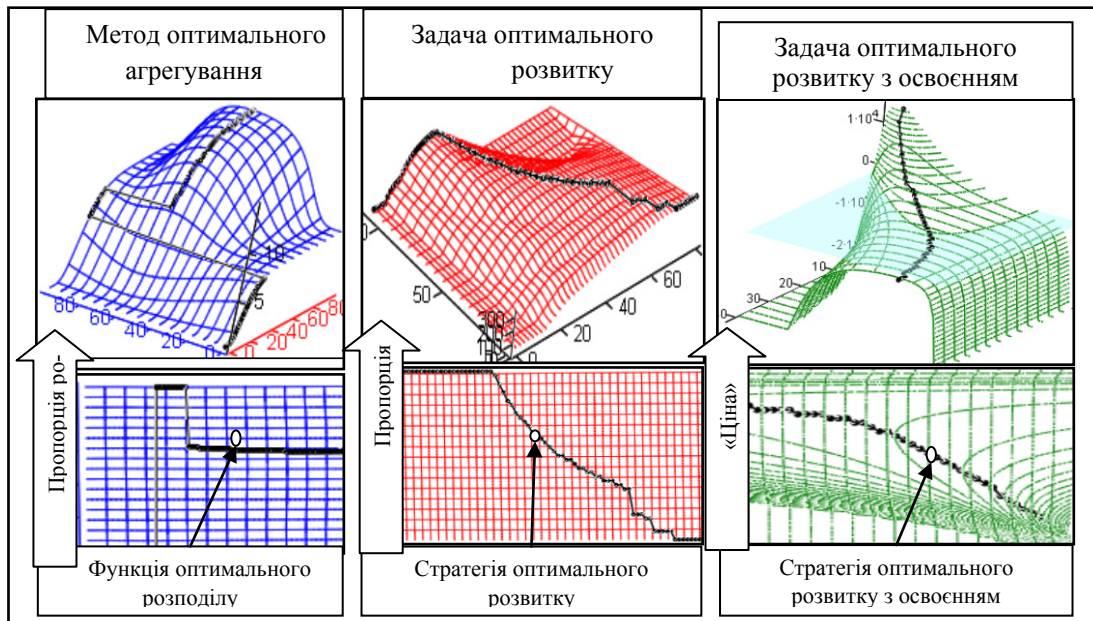 Метод оптимального
агрегування
Задача оптимального
розвитку
Задача оптимального
розвитку з освоєнням
80
60
40
20
0
0
20
40
60
80
5
10
50
0
20
40
60
1·10⁴
0
-1·10⁴
-2·1
10
20
30
0
Пропорція ро-
Пропорція
«Ціна»
Функція оптимального
розподілу
Стратегія оптимального
розвитку
Стратегія оптимального
розвитку з освоєнням